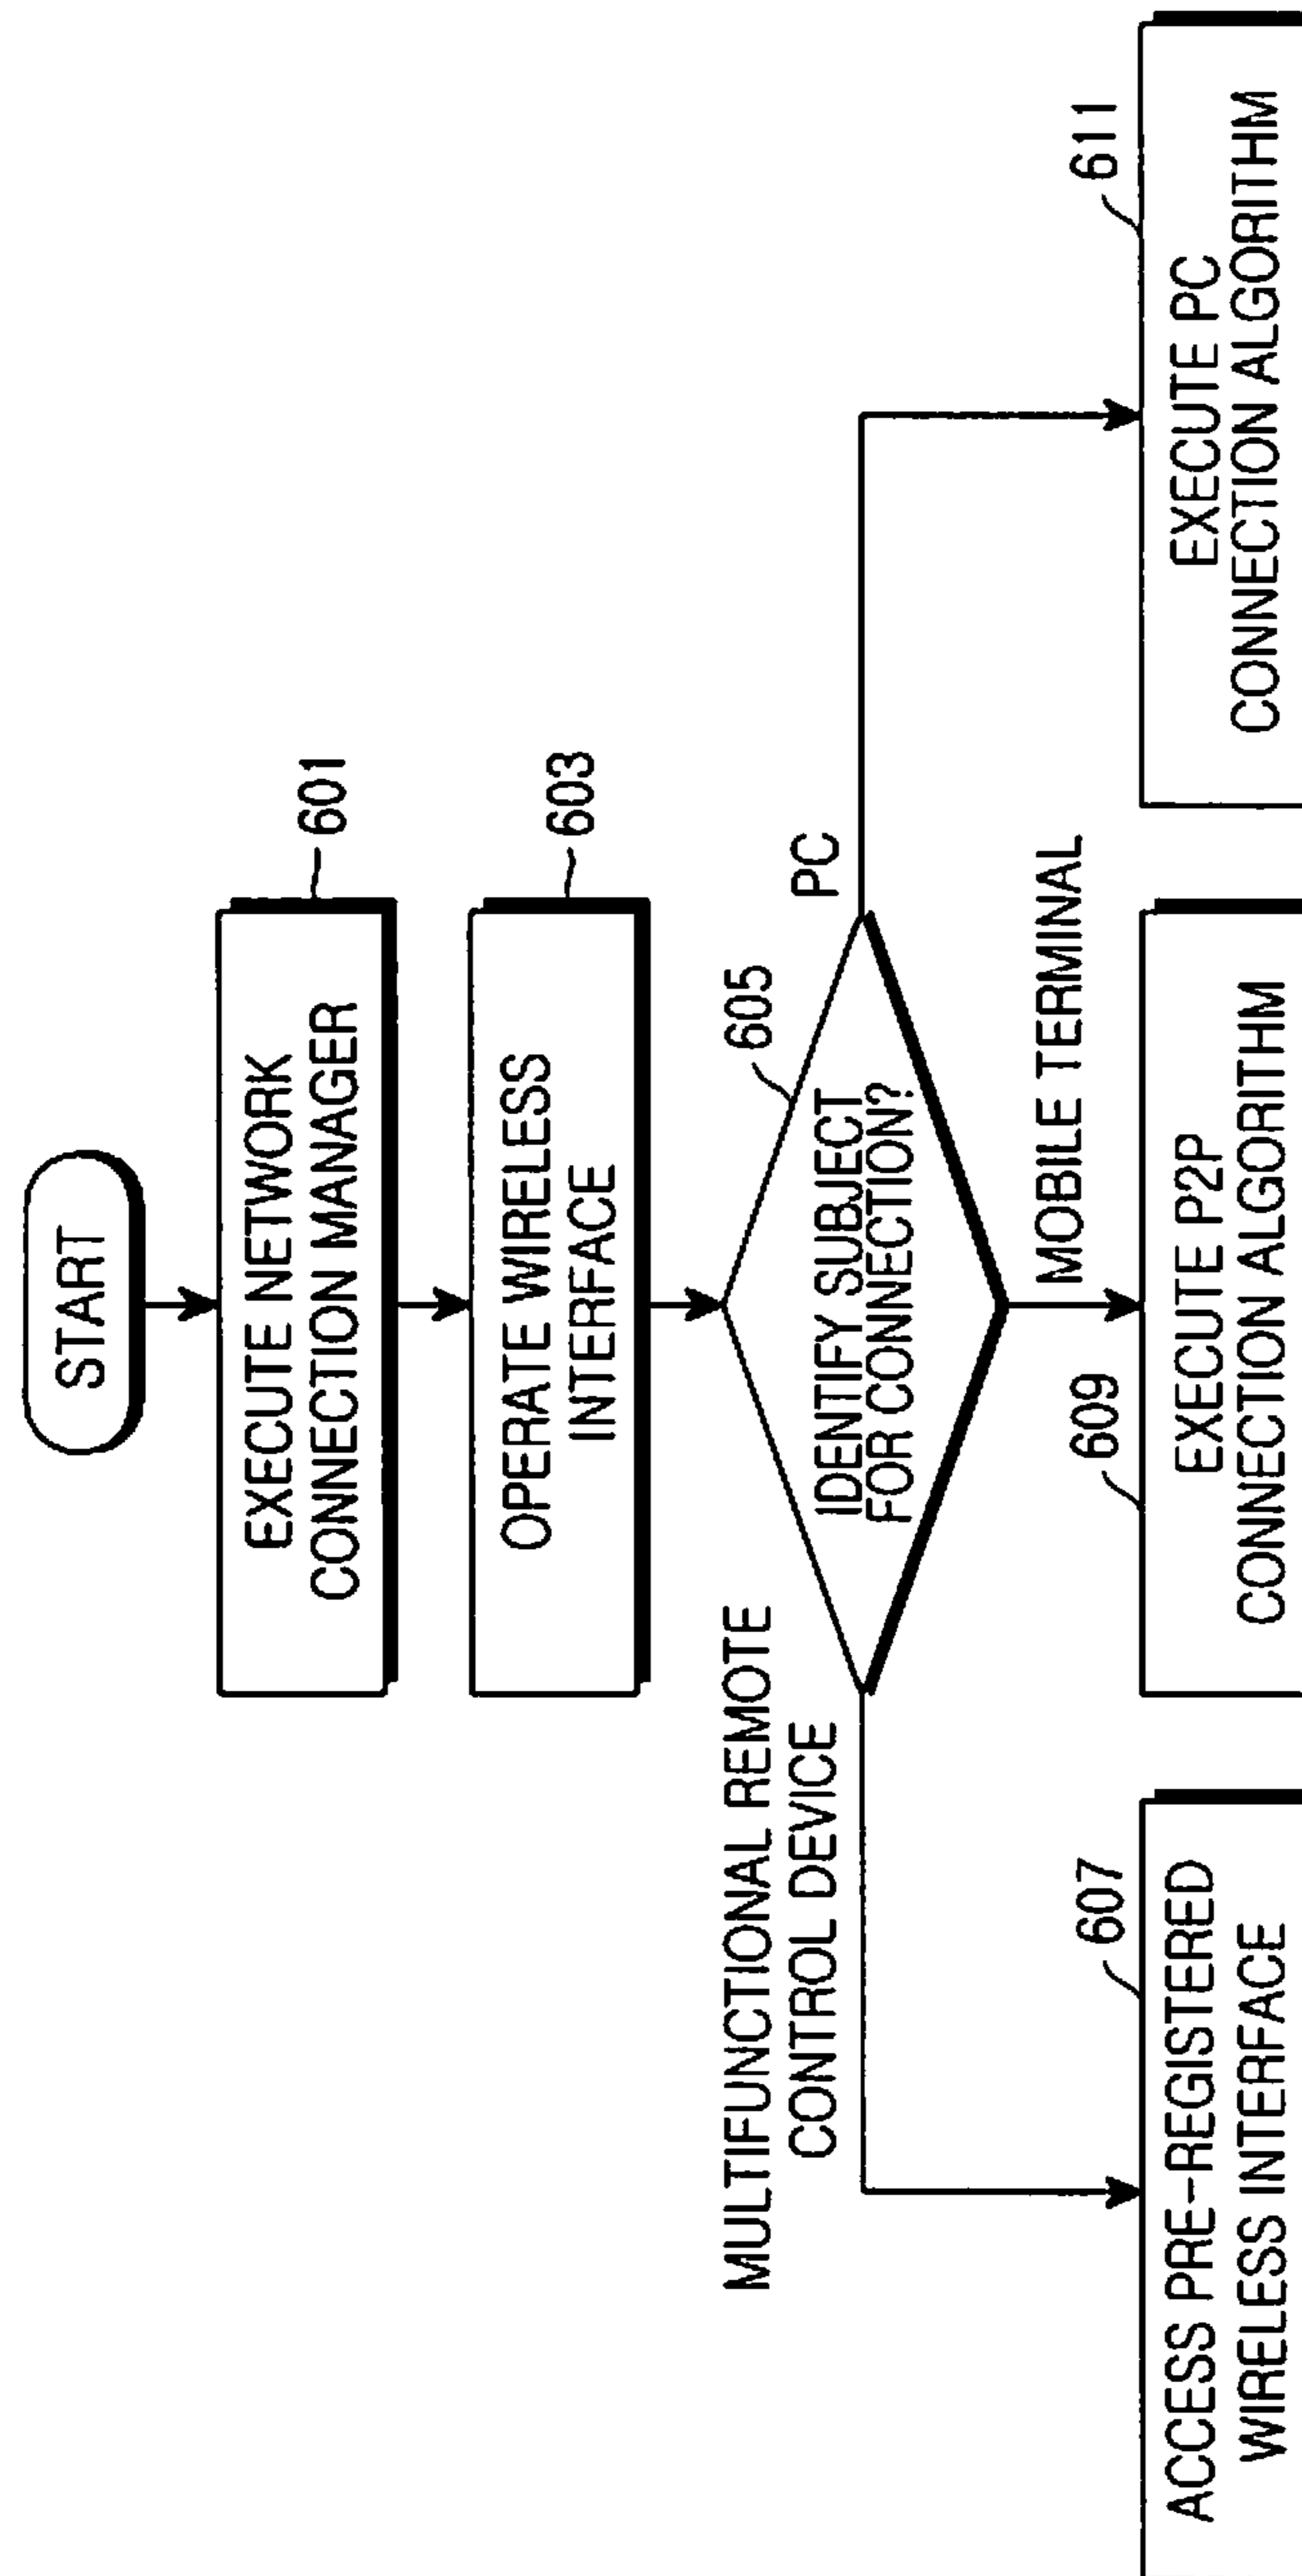 START
EXECUTE NETWORK
CONNECTION MANAGER
601
OPERATE WIRELESS
INTERFACE
603
IDENTIFY SUBJECT
FOR CONNECTION?
605
MULTIFUNCTIONAL REMOTE
CONTROL DEVICE
PC
MOBILE TERMINAL
607
ACCESS PRE-REGISTERED
WIRELESS INTERFACE
609
EXECUTE P2P
CONNECTION ALGORITHM
611
EXECUTE PC
CONNECTION ALGORITHM